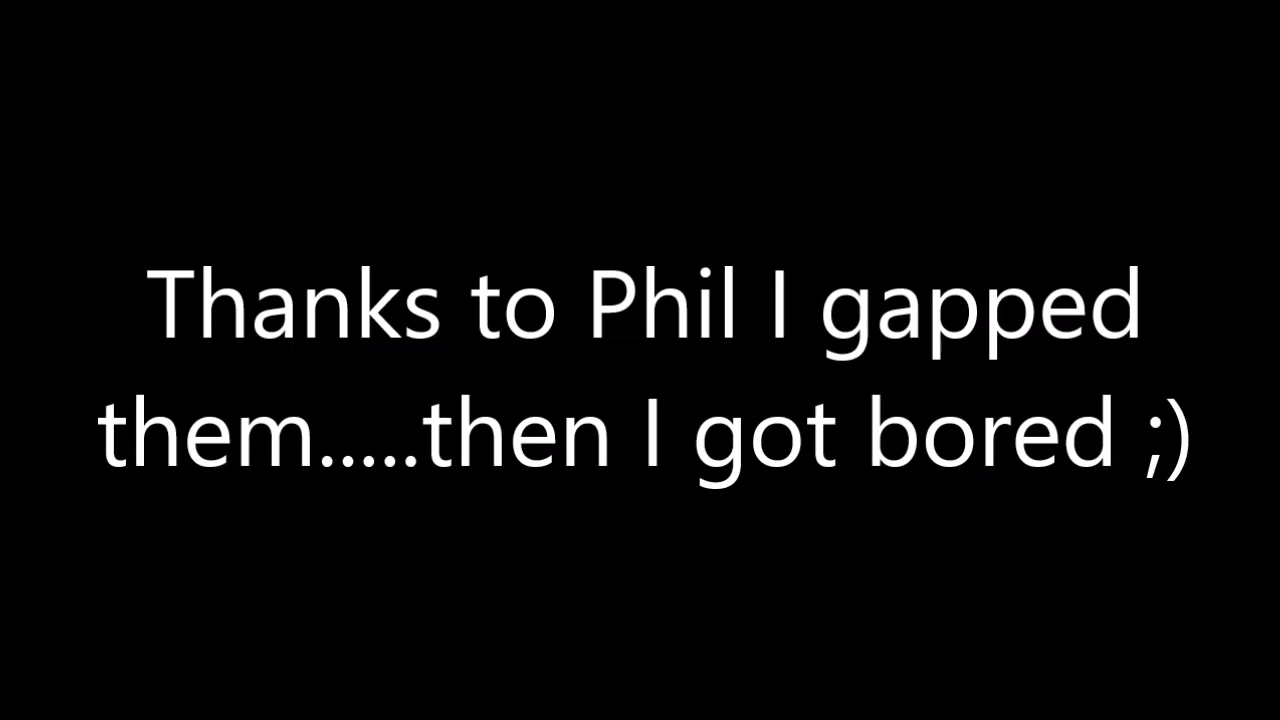 Thanks to Phil I gapped
them.....then I got bored ;)